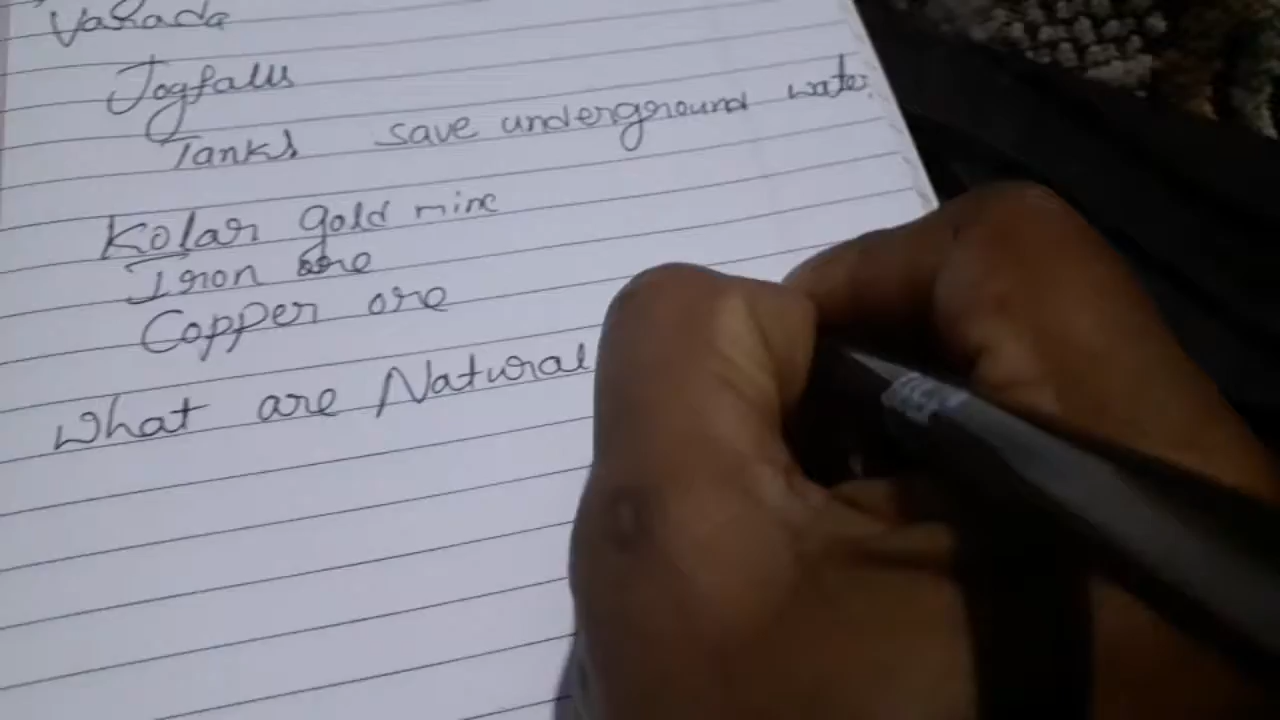 Varada
Jogfalls
Tanks save underground water.
Kolar gold mine
Iron ore
Copper ore
What are Natural